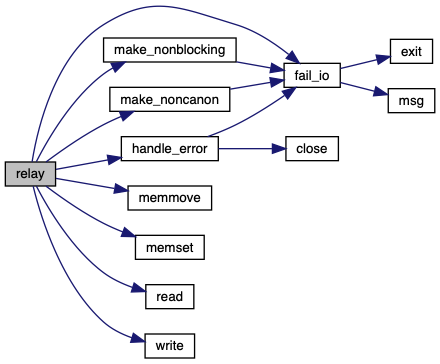 relay
make_nonblocking
make_noncanon
handle_error
memmove
memset
read
write
fail_io
close
exit
msg